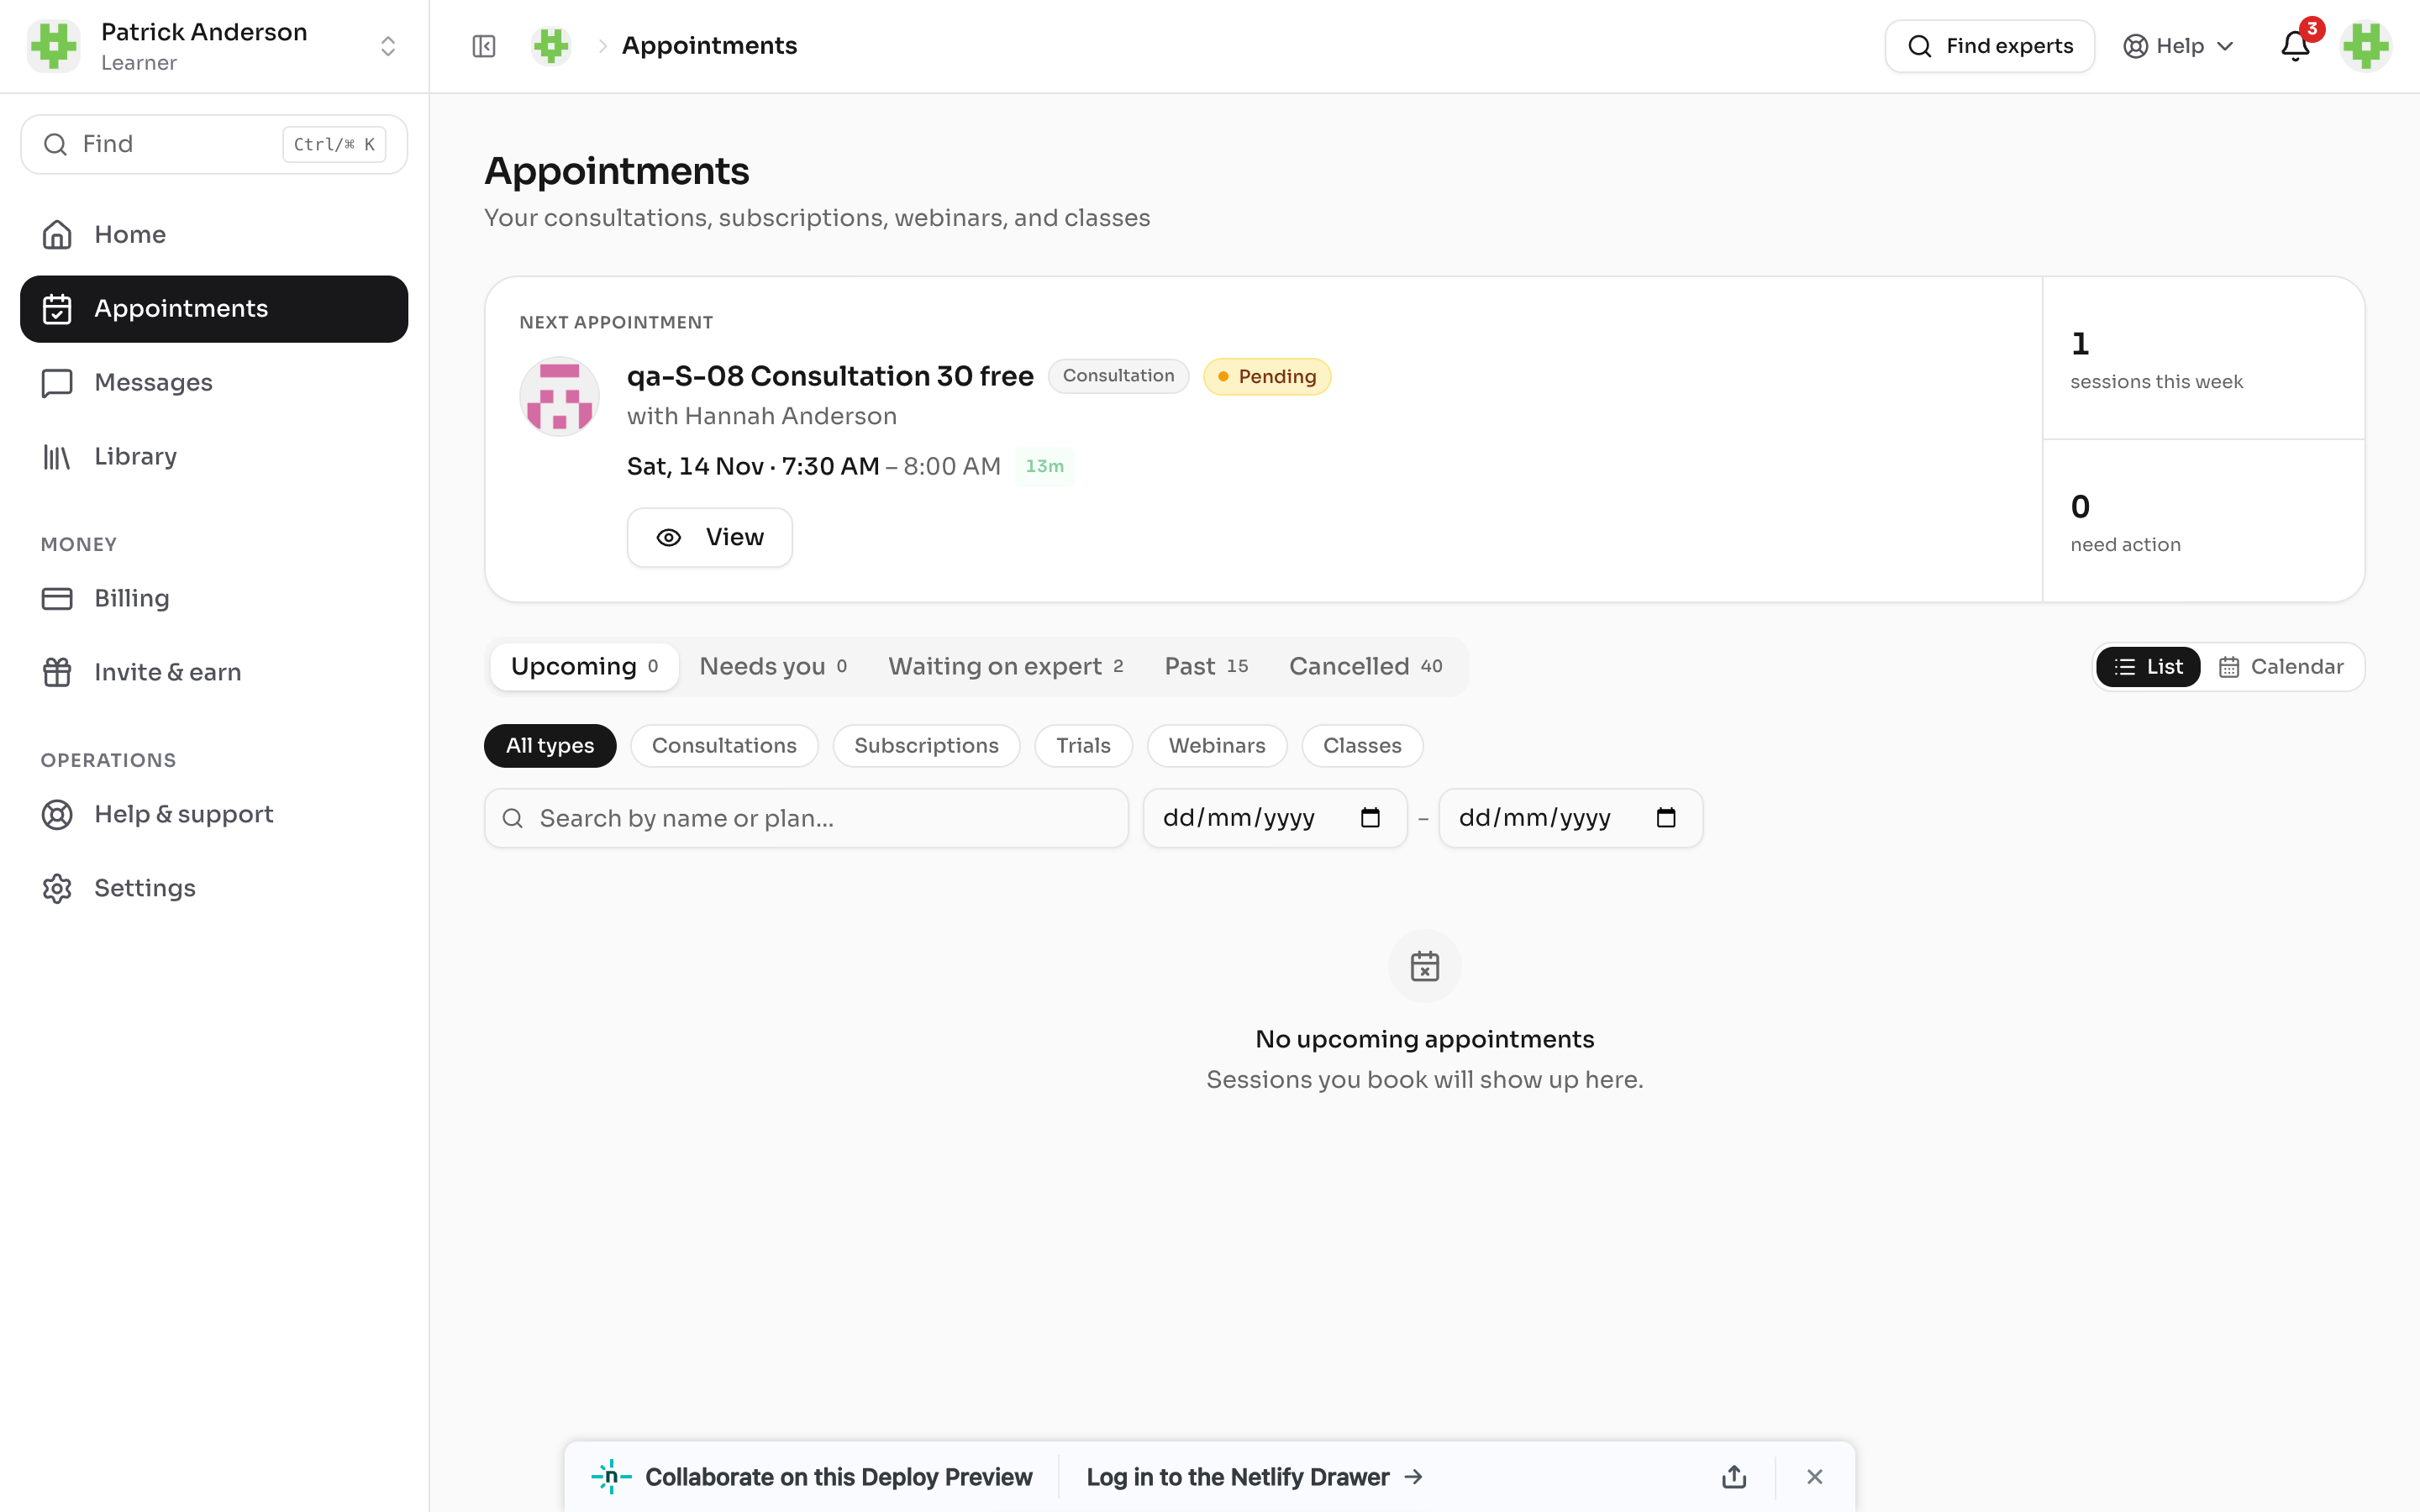 Patrick Anderson
Learner
Find
Ctrl/⌘ K
Home
Appointments
Messages
Library
MONEY
Billing
Invite & earn
OPERATIONS
Help & support
Settings
Appointments
Find experts
Help
3
Appointments
Your consultations, subscriptions, webinars, and classes
NEXT APPOINTMENT
qa-S-08 Consultation 30 free Consultation Pending
with Hannah Anderson
Sat, 14 Nov · 7:30 AM – 8:00 AM 13m
View
1
sessions this week
0
need action
Upcoming 0 Needs you 0 Waiting on expert 2 Past 15 Cancelled 40
List Calendar
All types Consultations Subscriptions Trials Webinars Classes
Search by name or plan... dd/mm/yyyy – dd/mm/yyyy
No upcoming appointments
Sessions you book will show up here.
n Collaborate on this Deploy Preview Log in to the Netlify Drawer →